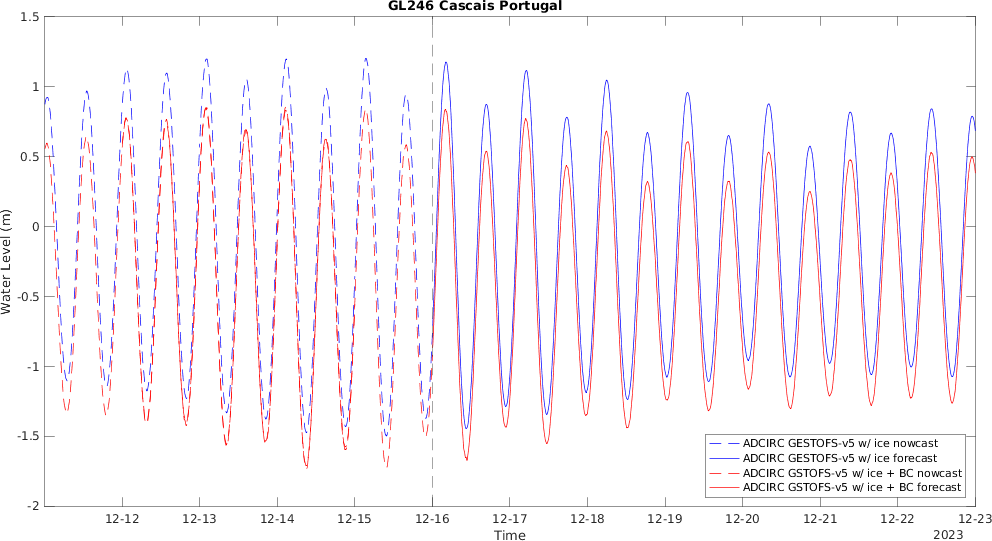 GL246 Cascais Portugal
1.5
1
0.5
0
-0.5
-1
-1.5
-2
Water Level (m)
12-12 12-13 12-14 12-15 12-16 12-17 12-18 12-19 12-20 12-21 12-22 12-23
Time
2023
ADCIRC GESTOFS-v5 w/ ice nowcast
ADCIRC GESTOFS-v5 w/ ice forecast
ADCIRC GSTOFS-v5 w/ ice + BC nowcast
ADCIRC GSTOFS-v5 w/ ice + BC forecast